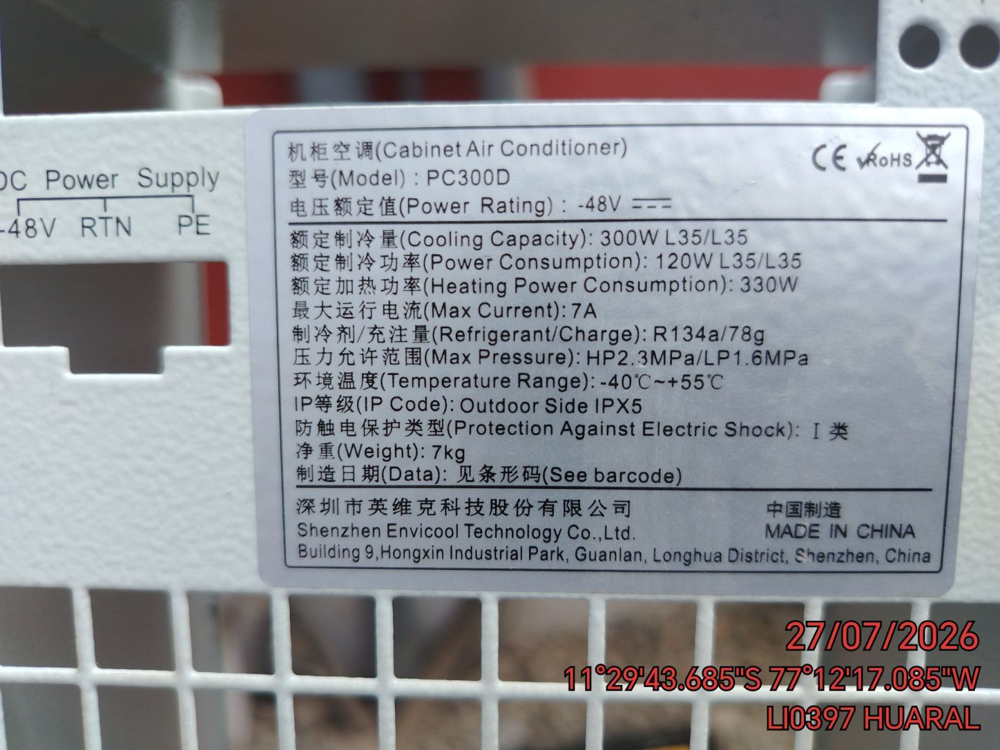 DC Power Supply
-48V RTN PE
机柜空调(Cabinet Air Conditioner)
CE RoHS
型号(Model) : PC300D
电压额定值(Power Rating) : -48V
额定制冷量(Cooling Capacity): 300W L35/L35
额定制冷功率(Power Consumption): 120W L35/L35
额定加热功率(Heating Power Consumption): 330W
最大运行电流(Max Current): 7A
制冷剂/充注量(Refrigerant/Charge): R134a/78g
压力允许范围(Max Pressure): HP2.3MPa/LP1.6MPa
环境温度(Temperature Range): -40℃~+55℃
IP等级(IP Code): Outdoor Side IPX5
防触电保护类型(Protection Against Electric Shock): I 类
净重(Weight): 7kg
制造日期(Data): 见条形码(See barcode)
深圳市英维克科技股份有限公司 中国制造
Shenzhen Envicool Technology Co.,Ltd. MADE IN CHINA
Building 9,Hongxin Industrial Park, Guanlan, Longhua District, Shenzhen, China
27/07/2026
11°29'43.685"S 77°12'17.085"W
LI0397 HUARAL